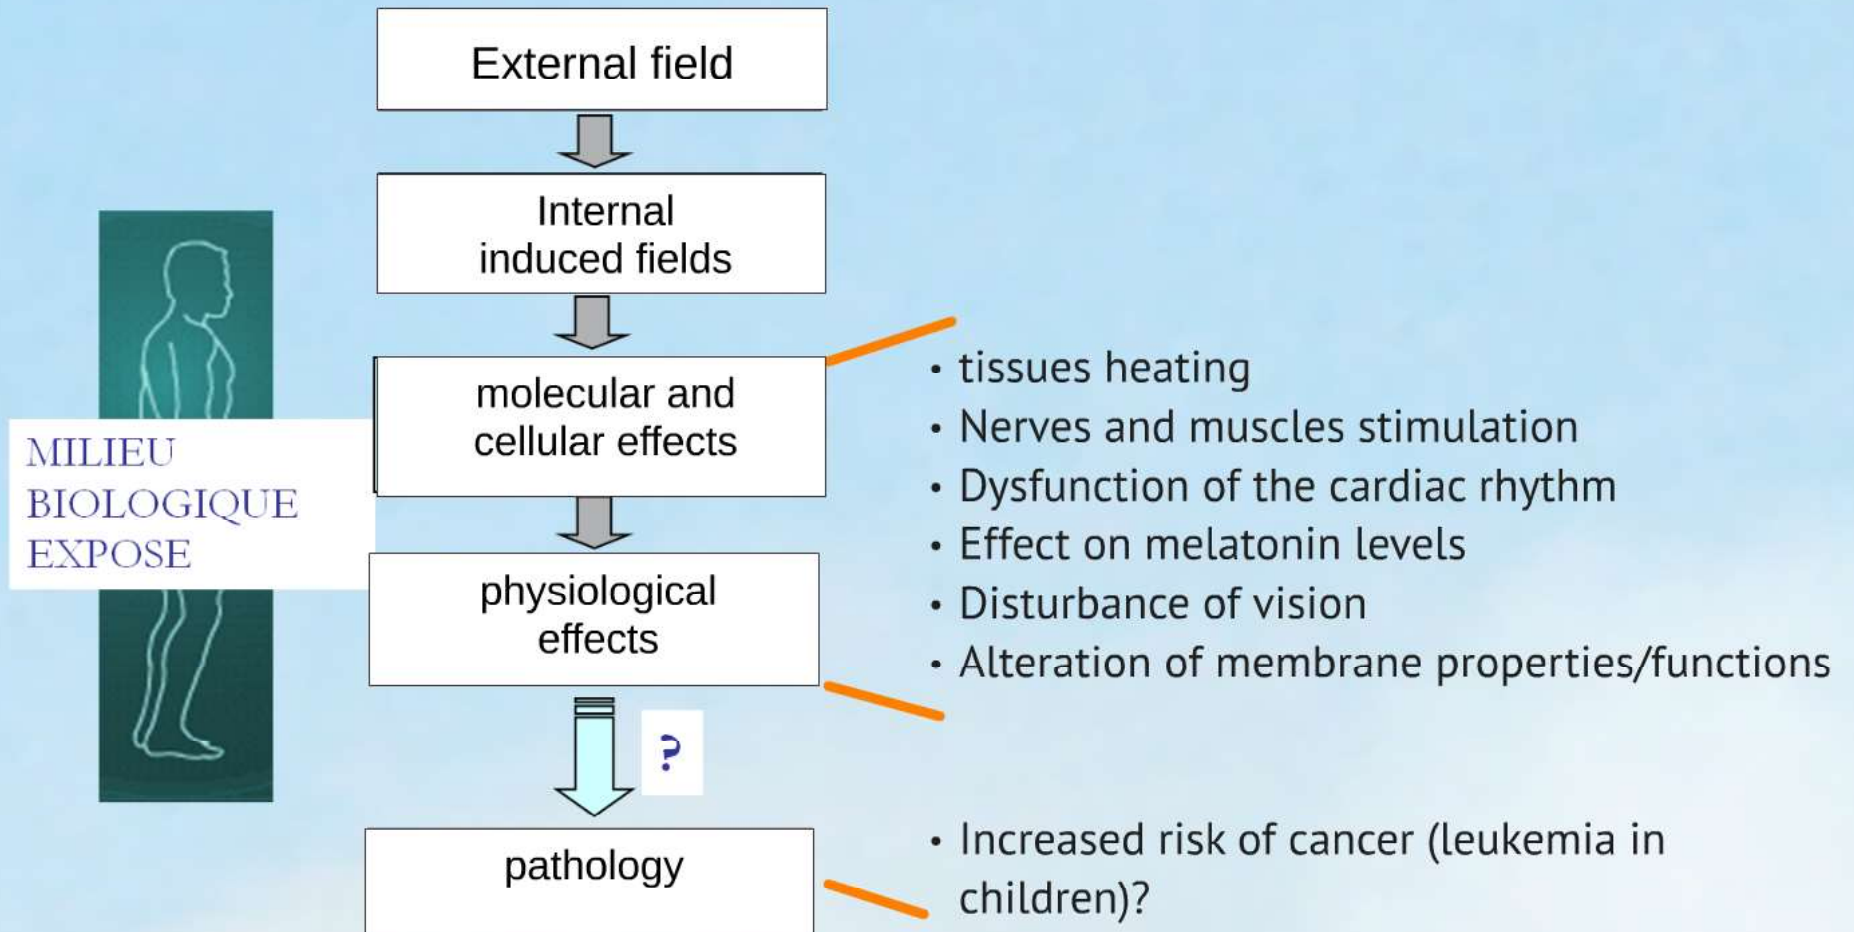 External field
Internal
induced fields
molecular and
cellular effects
physiological
effects
?
pathology
MILIEU
BIOLOGIQUE
EXPOSE
• tissues heating
• Nerves and muscles stimulation
• Dysfunction of the cardiac rhythm
• Effect on melatonin levels
• Disturbance of vision
• Alteration of membrane properties/functions
• Increased risk of cancer (leukemia in
children)?